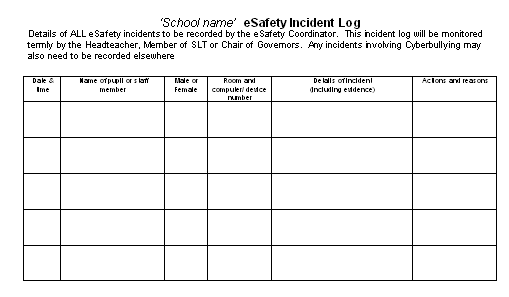 'School name' eSafety Incident Log
Details of ALL eSafety incidents to be recorded by the eSafety Coordinator. This incident log will be monitored
termly by the Headteacher, Member of SLT or Chair of Governors. Any incidents involving Cyberbullying may
also need to be recorded elsewhere
Date &
time
Name of pupil or staff
member
Male or
Female
Room and
computer/ device
number
Details of incident
(including evidence)
Actions and reasons